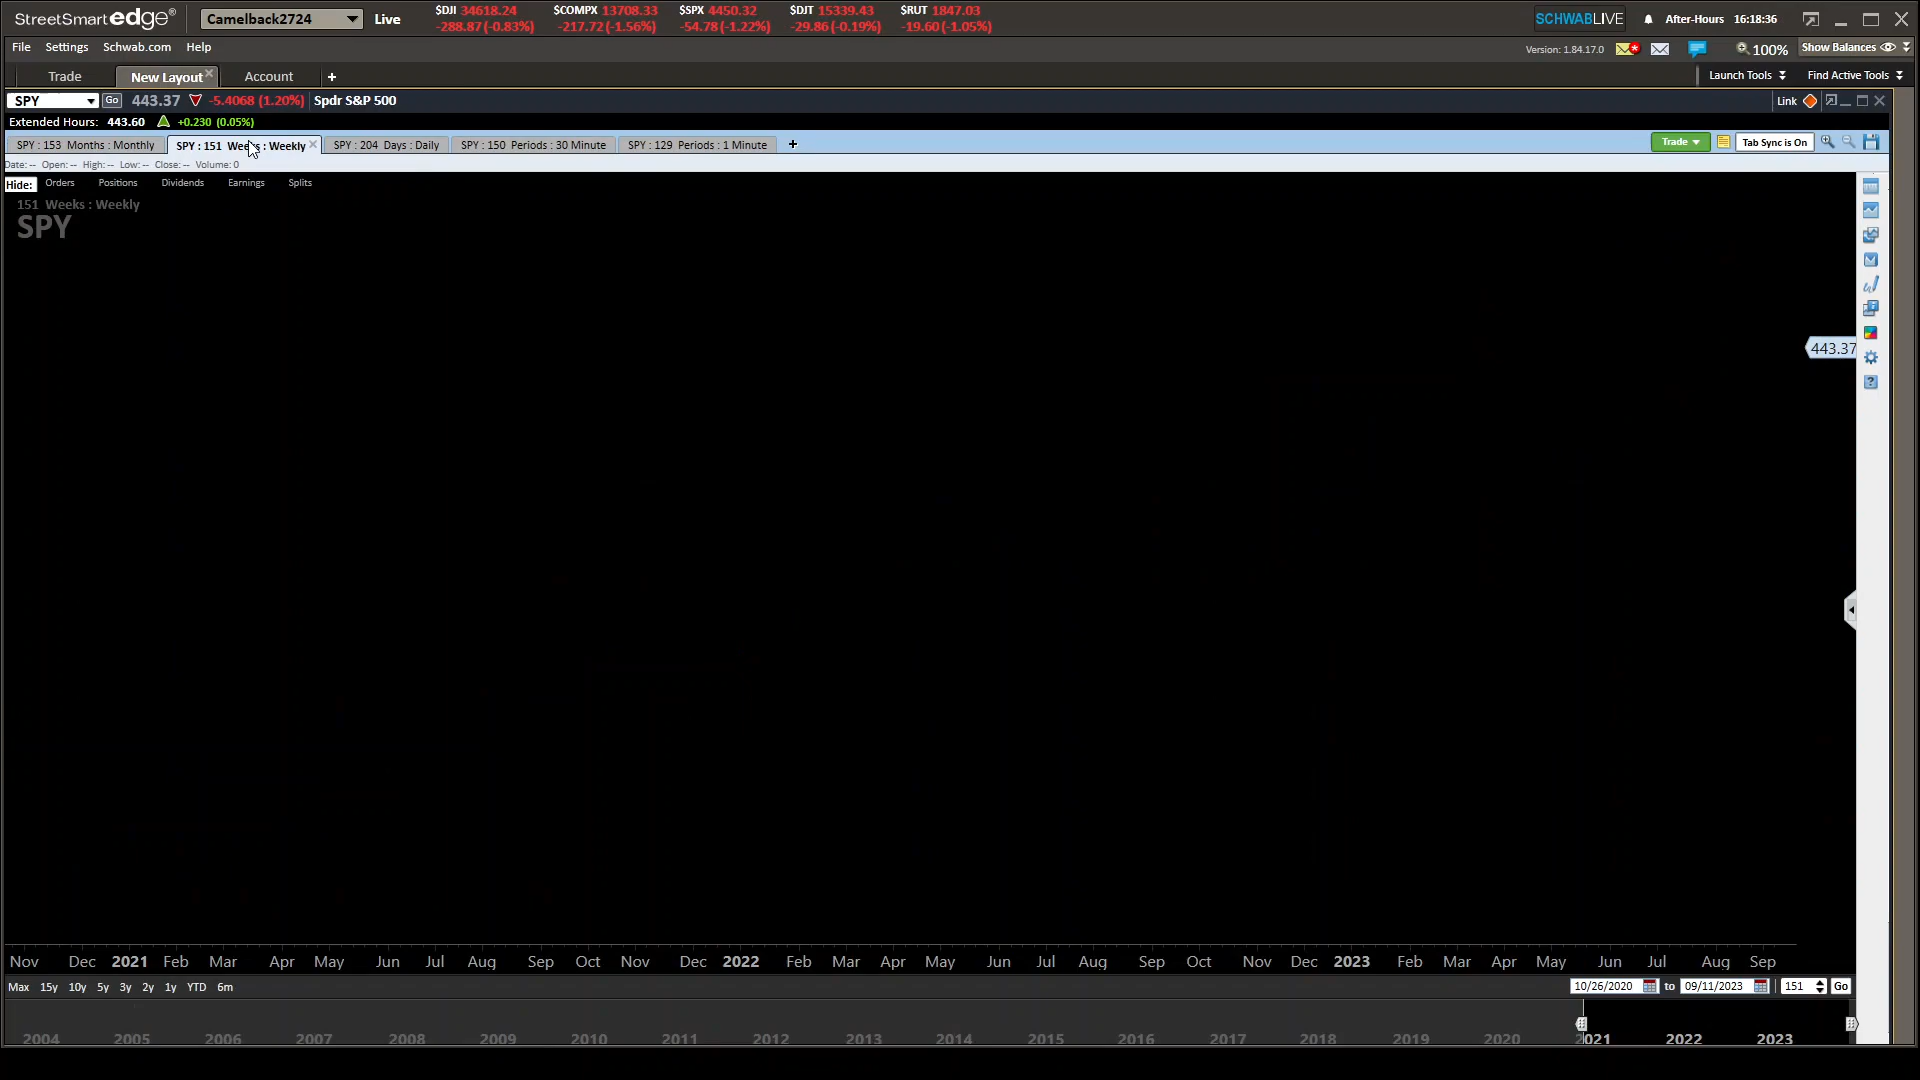 StreetSmart edge® Camelback2724 Live $DJI 34618.24 $COMPX 13708.33 $SPX 4450.32 $DJT 15339.43 $RUT 1847.03 SCHWABLIVE After-Hours 16:18:36
-288.87 (-0.83%) -217.72 (-1.56%) -54.78 (-1.22%) -29.86 (-0.19%) -19.60 (-1.05%)
File Settings Schwab.com Help Version: 1.84.17.0 100% Show Balances
Trade New Layout Account + Launch Tools Find Active Tools
SPY Go 443.37 -5.4068 (1.20%) Spdr S&P 500 Link
Extended Hours: 443.60 +0.230 (0.05%)
SPY : 153 Months : Monthly SPY : 151 Weeks : Weekly SPY : 204 Days : Daily SPY : 150 Periods : 30 Minute SPY : 129 Periods : 1 Minute + Trade Tab Sync is On
Date: -- Open: -- High: -- Low: -- Close: -- Volume: 0
Hide: Orders Positions Dividends Earnings Splits
151 Weeks : Weekly
SPY
443.37
Nov Dec 2021 Feb Mar Apr May Jun Jul Aug Sep Oct Nov Dec 2022 Feb Mar Apr May Jun Jul Aug Sep Oct Nov Dec 2023 Feb Mar Apr May Jun Jul Aug Sep
Max 15y 10y 5y 3y 2y 1y YTD 6m 10/26/2020 to 09/11/2023 151 Go
2004 2005 2006 2007 2008 2009 2010 2011 2012 2013 2014 2015 2016 2017 2018 2019 2020 2021 2022 2023